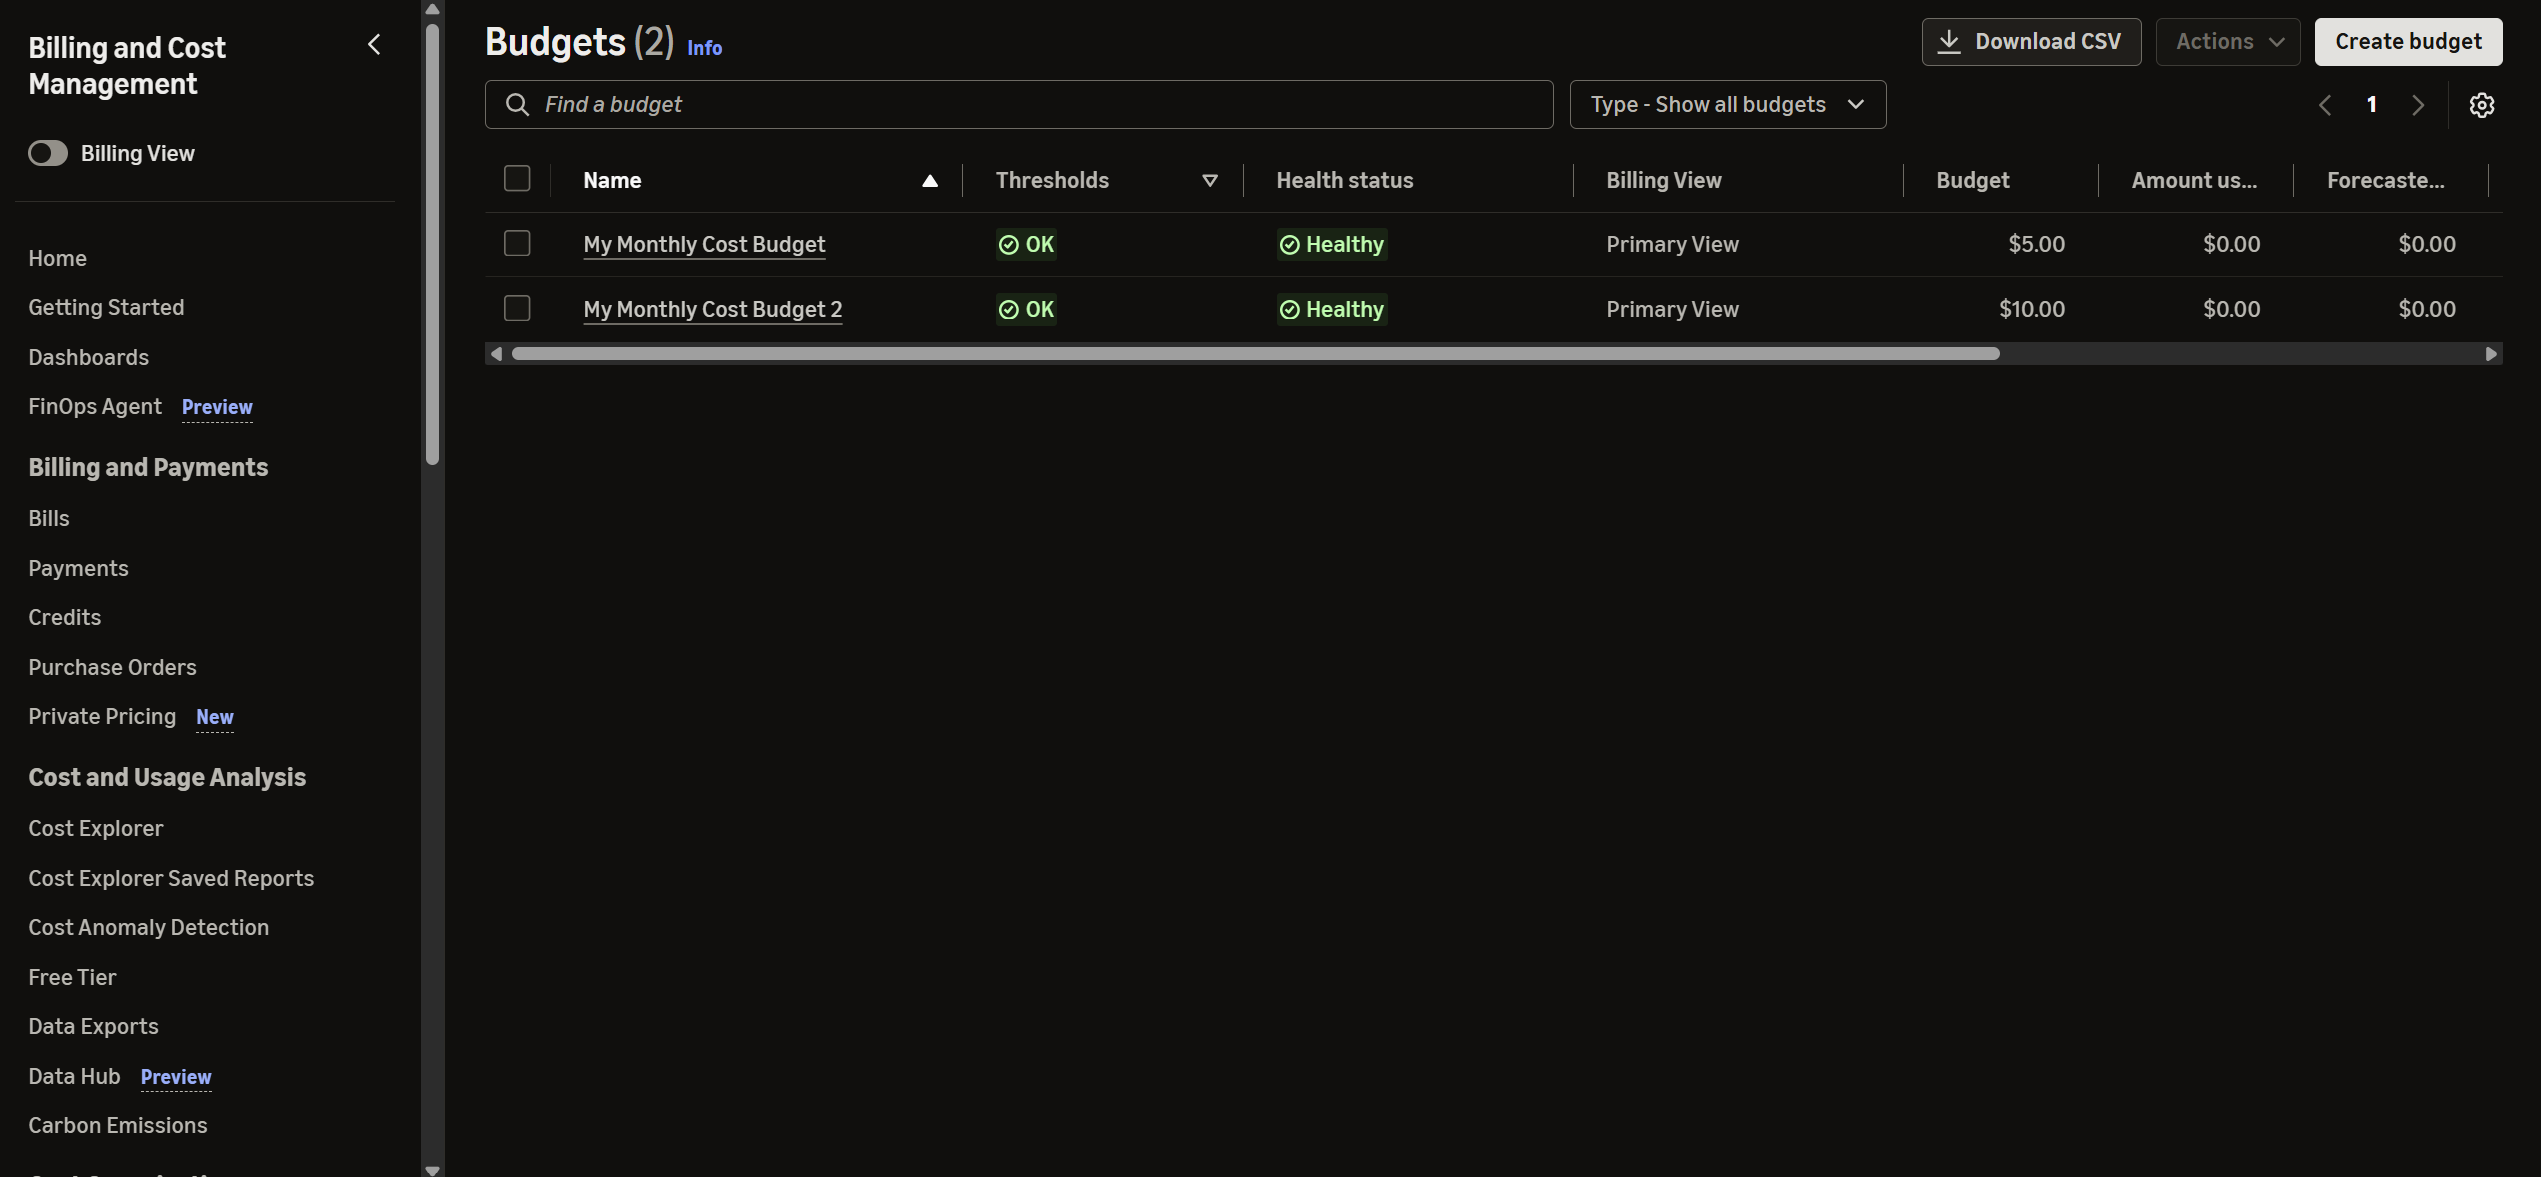 Billing and Cost
Management
Billing View
Home
Getting Started
Dashboards
FinOps Agent Preview
Billing and Payments
Bills
Payments
Credits
Purchase Orders
Private Pricing New
Cost and Usage Analysis
Cost Explorer
Cost Explorer Saved Reports
Cost Anomaly Detection
Free Tier
Data Exports
Data Hub Preview
Carbon Emissions
Budgets (2) Info
Download CSV Actions Create budget
Find a budget Type - Show all budgets 1
Name Thresholds Health status Billing View Budget Amount us... Forecaste...
My Monthly Cost Budget OK Healthy Primary View $5.00 $0.00 $0.00
My Monthly Cost Budget 2 OK Healthy Primary View $10.00 $0.00 $0.00